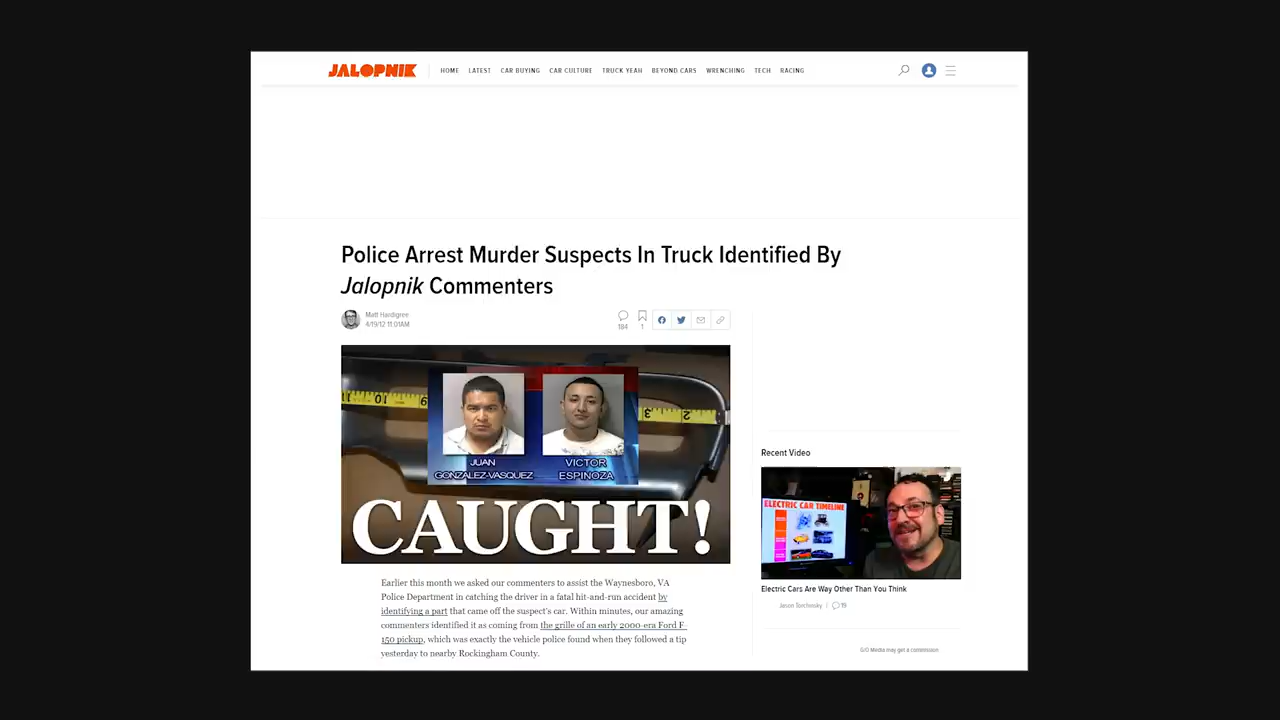 JALOPNIK
HOME LATEST CAR BUYING CAR CULTURE TRUCK YEAH BEYOND CARS WRENCHING TECH RACING
Police Arrest Murder Suspects In Truck Identified By
Jalopnik Commenters
Matt Hardigree
4/19/12 11:01AM
184
1
JUAN
GONZALEZ-VASQUEZ
VICTOR
ESPINOZA
CAUGHT!
Earlier this month we asked our commenters to assist the Waynesboro, VA
Police Department in catching the driver in a fatal hit-and-run accident by
identifying a part that came off the suspect's car. Within minutes, our amazing
commenters identified it as coming from the grille of an early 2000-era Ford F-
150 pickup, which was exactly the vehicle police found when they followed a tip
yesterday to nearby Rockingham County.
Recent Video
ELECTRIC CAR TIMELINE
Electric Cars Are Way Other Than You Think
Jason Torchinsky / 19
G/O Media may get a commission